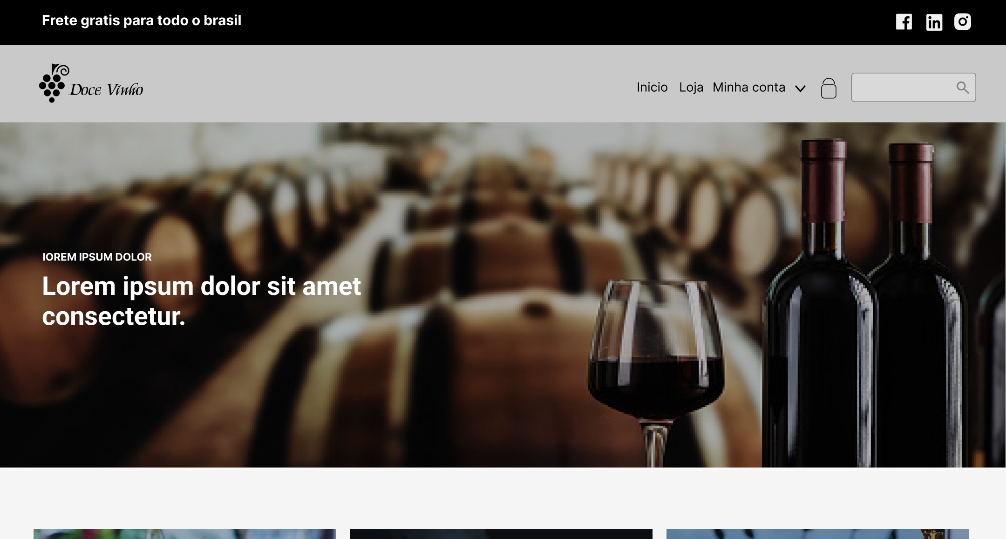 Frete gratis para todo o brasil
Doce Vinho
Inicio Loja Minha conta
lOREM IPSUM DOLOR
Lorem ipsum dolor sit amet
consectetur.